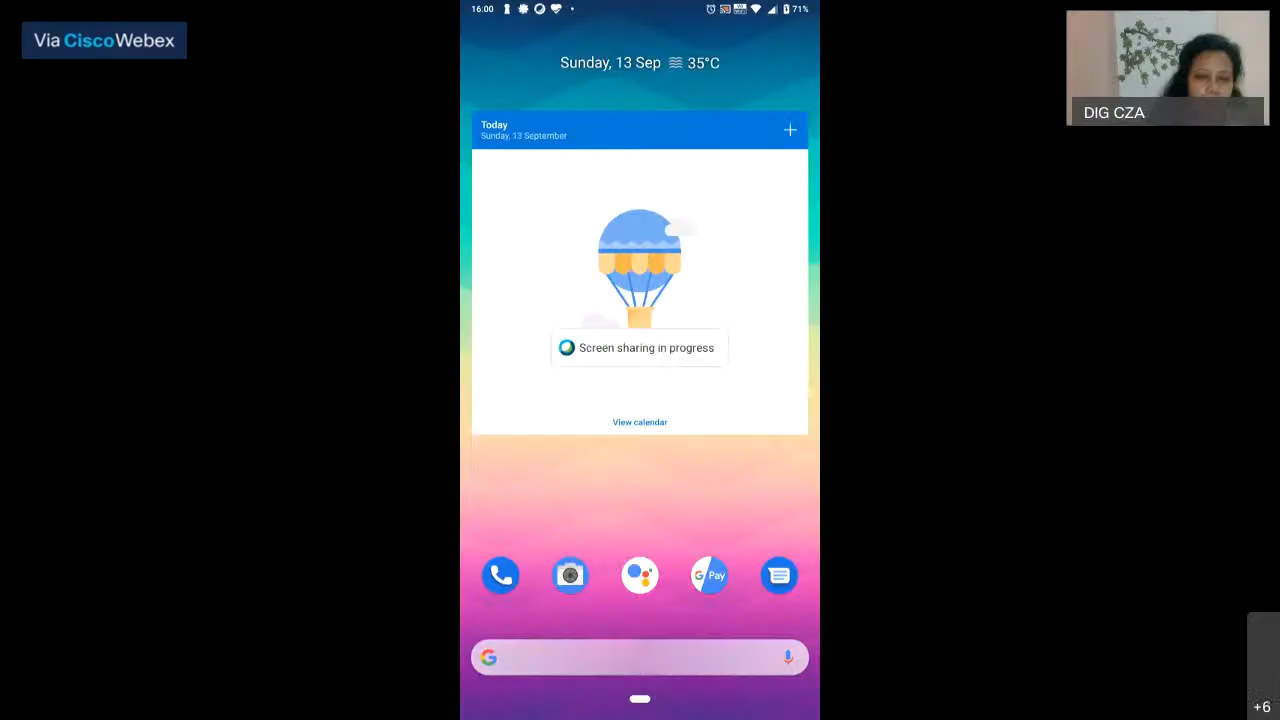 Via CiscoWebex
16:00
71%
Sunday, 13 Sep 35°C
Today
Sunday, 13 September
Screen sharing in progress
View calendar
G Pay
DIG CZA
+6